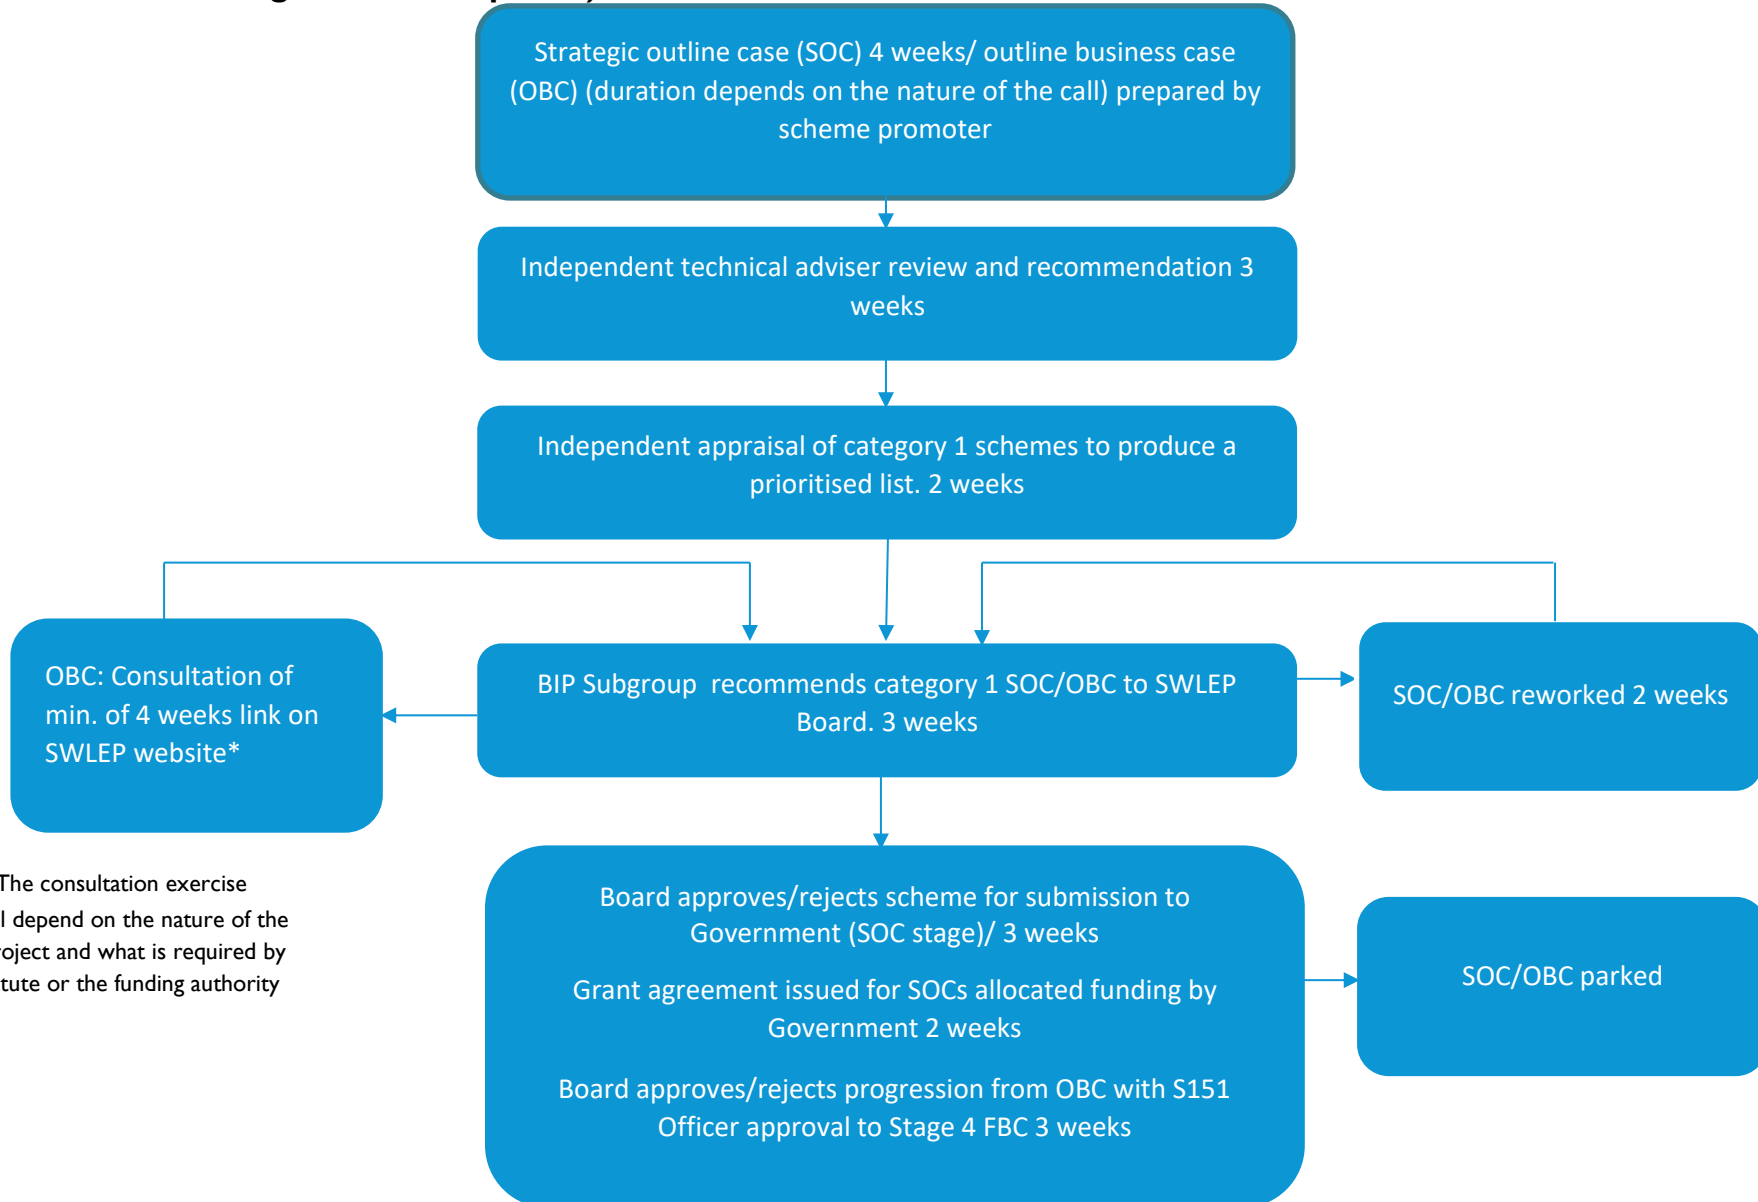 Strategic outline case (SOC) 4 weeks/ outline business case
(OBC) (duration depends on the nature of the call) prepared by
scheme promoter
Independent technical adviser review and recommendation 3
weeks
Independent appraisal of category 1 schemes to produce a
prioritised list. 2 weeks
OBC: Consultation of
min. of 4 weeks link on
SWLEP website*
BIP Subgroup recommends category 1 SOC/OBC to SWLEP
Board. 3 weeks
SOC/OBC reworked 2 weeks
The consultation exercise
depend on the nature of the
and what is required by
or the funding authority
Board approves/rejects scheme for submission to
Government (SOC stage)/ 3 weeks
Grant agreement issued for SOCs allocated funding by
Government 2 weeks
Board approves/rejects progression from OBC with S151
Officer approval to Stage 4 FBC 3 weeks
SOC/OBC parked